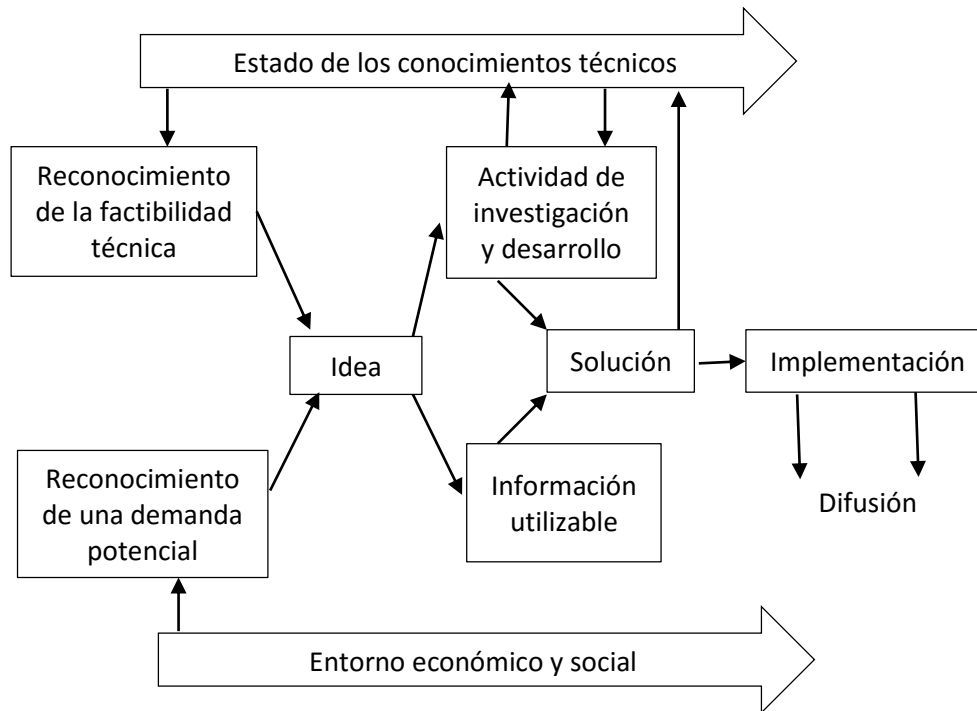 Estado de los conocimientos técnicos
Reconocimiento
de la factibilidad
técnica
Actividad de
investigación
y desarrollo
Idea
Solución
Implementación
Reconocimiento
de una demanda
potencial
Información
utilizable
Difusión
Entorno económico y social